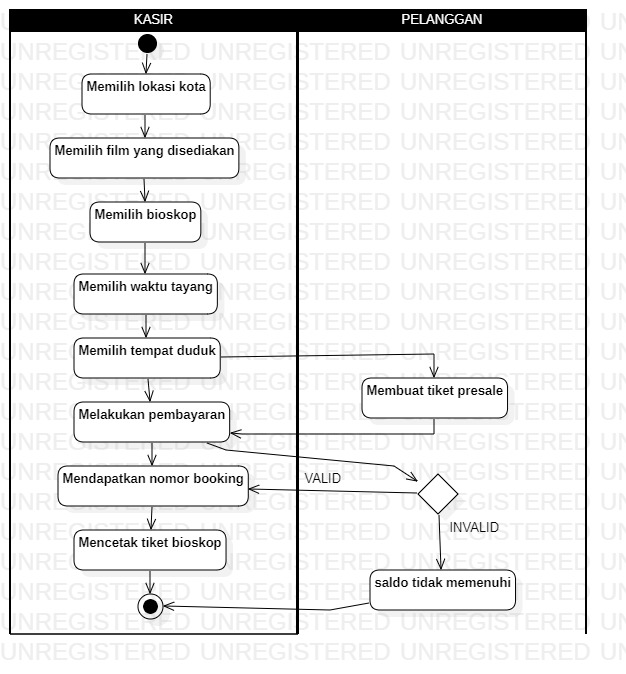 KASIR
PELANGGAN
Memilih lokasi kota
Memilih film yang disediakan
Memilih bioskop
Memilih waktu tayang
Memilih tempat duduk
Membuat tiket presale
Melakukan pembayaran
Mendapatkan nomor booking
VALID
INVALID
Mencetak tiket bioskop
saldo tidak memenuhi
UNREGISTERED UNREGISTERED UNREGISTERED UN